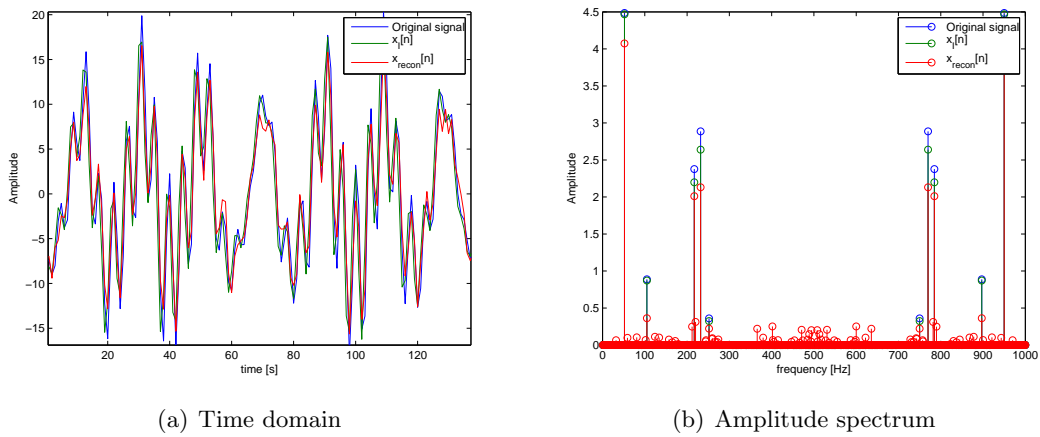 20
15
10
5
0
−5
−10
−15
20 40 60 80 100 120
time [s]
Amplitude
Original signal
x_l[n]
x_recon[n]
(a) Time domain
4.5
4
3.5
3
2.5
2
1.5
1
0.5
0
0 100 200 300 400 500 600 700 800 900 1000
frequency [Hz]
Amplitude
Original signal
x_l[n]
x_recon[n]
(b) Amplitude spectrum